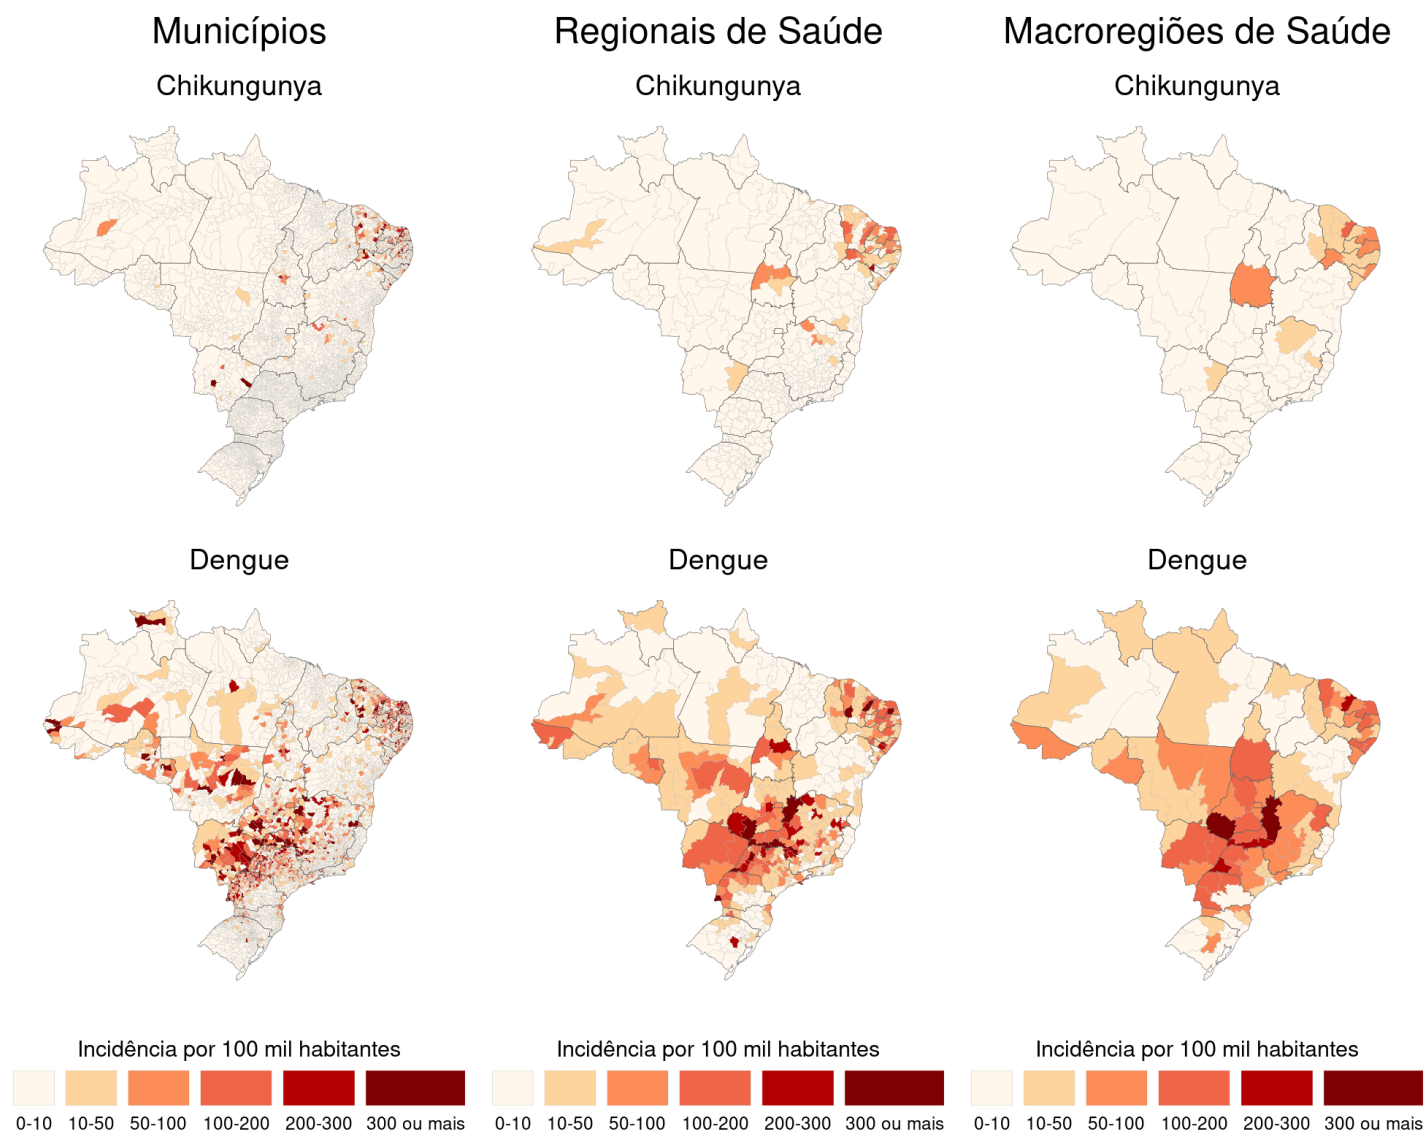 Municípios
Regionais de Saúde
Macroregiões de Saúde
Chikungunya
Chikungunya
Chikungunya
Dengue
Dengue
Dengue
Incidência por 100 mil habitantes
Incidência por 100 mil habitantes
Incidência por 100 mil habitantes
0-10 10-50 50-100 100-200 200-300 300 ou mais
0-10 10-50 50-100 100-200 200-300 300 ou mais
0-10 10-50 50-100 100-200 200-300 300 ou mais